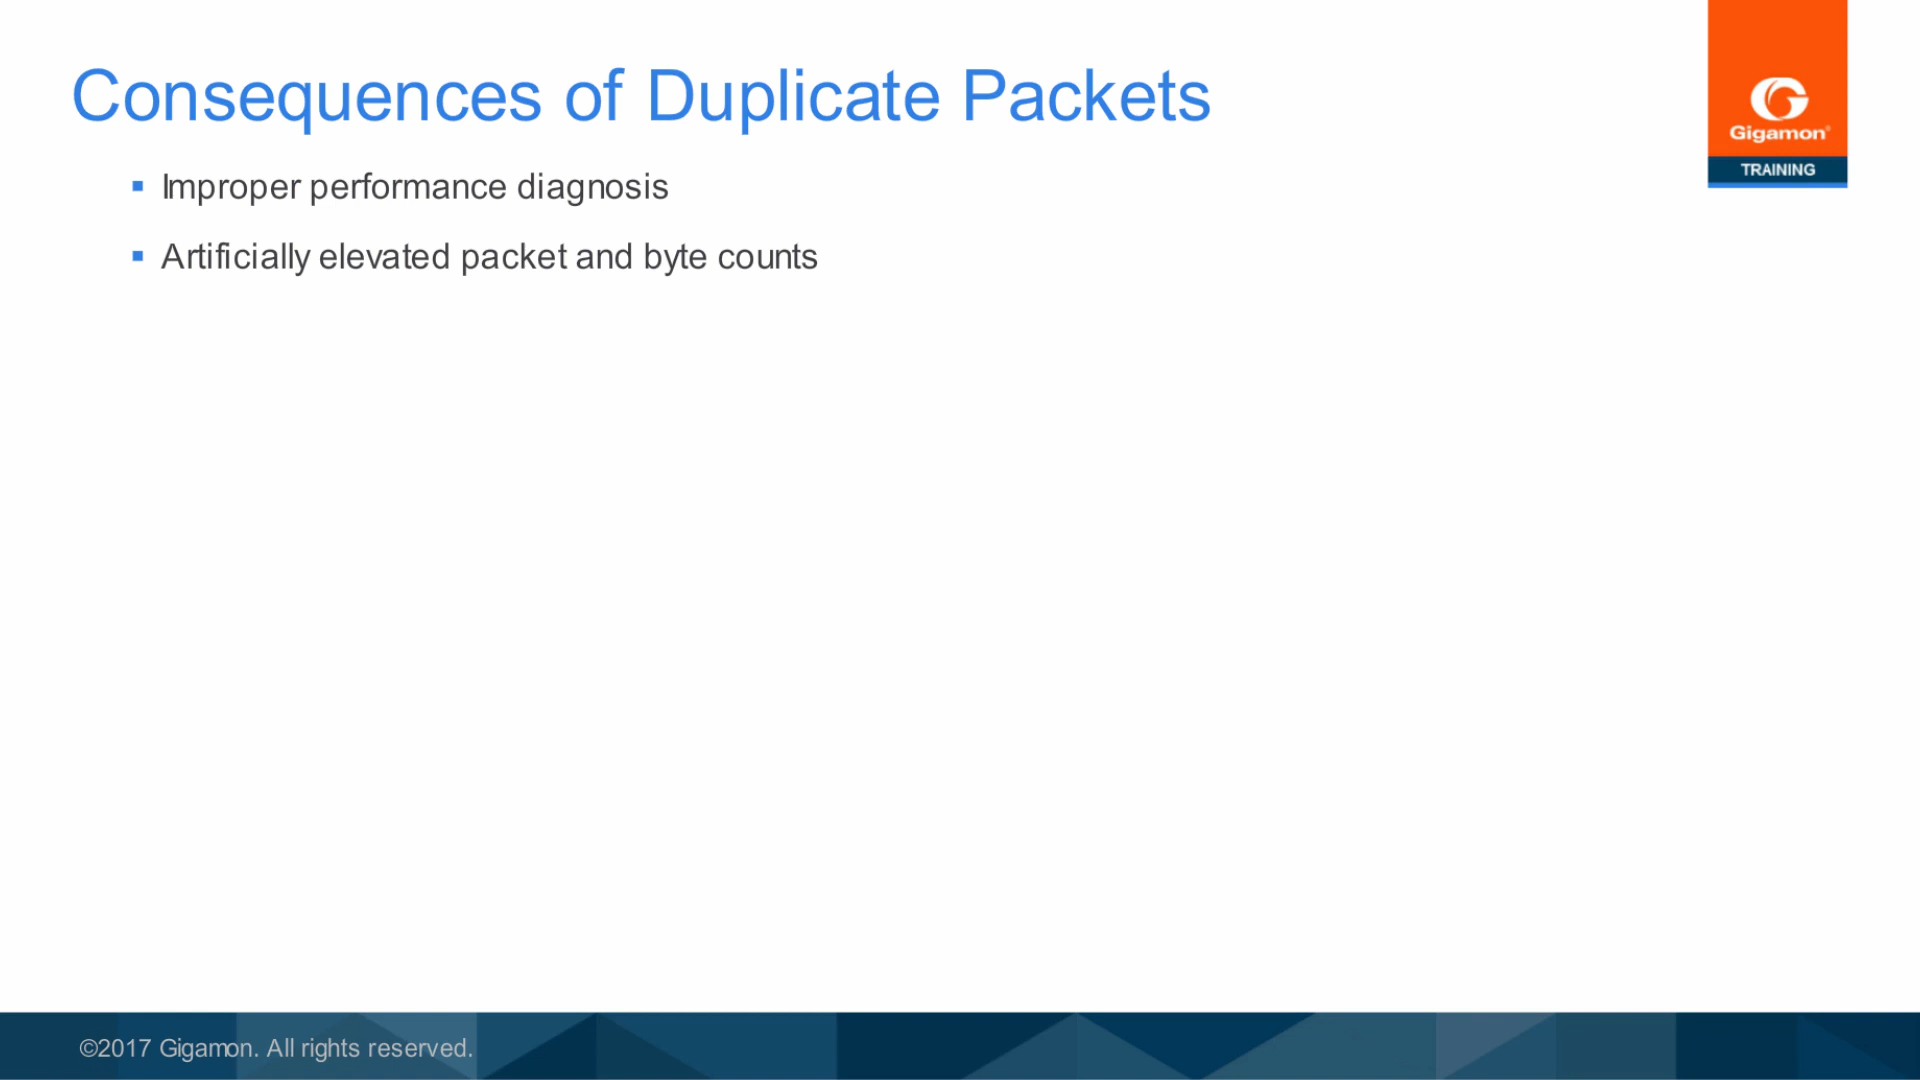 Consequences of Duplicate Packets
Gigamon®
TRAINING
▪ Improper performance diagnosis
▪ Artificially elevated packet and byte counts
©2017 Gigamon. All rights reserved.